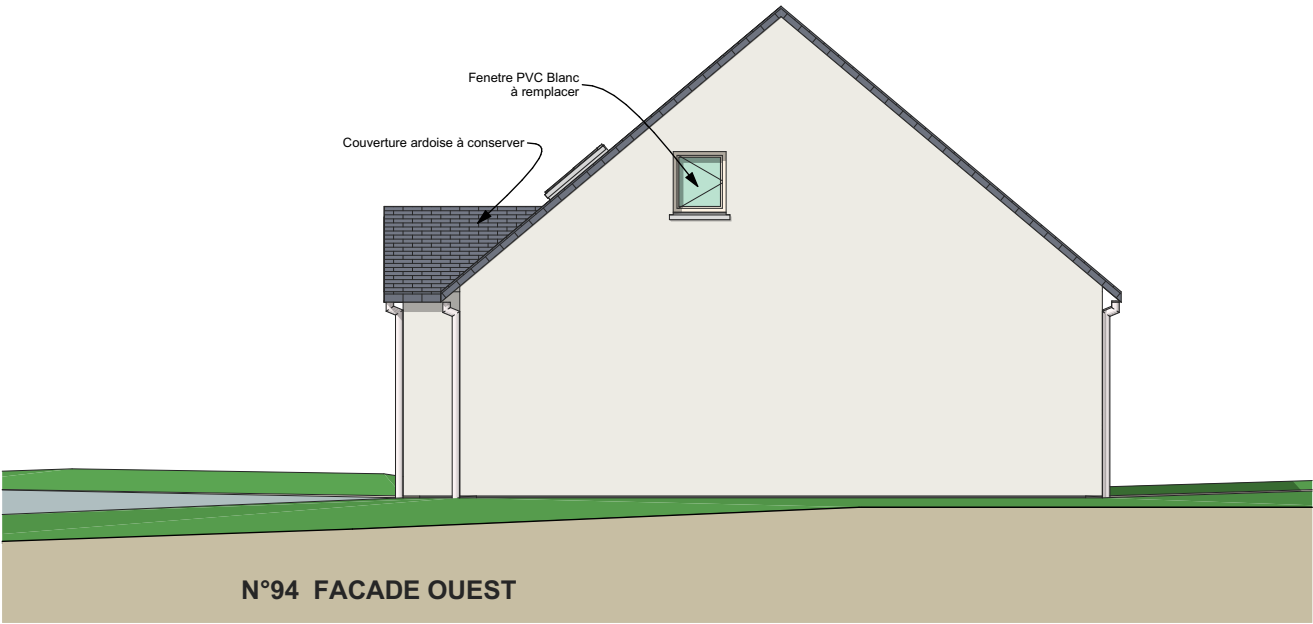 Fenetre PVC Blanc
à remplacer
Couverture ardoise à conserver
N°94 FACADE OUEST